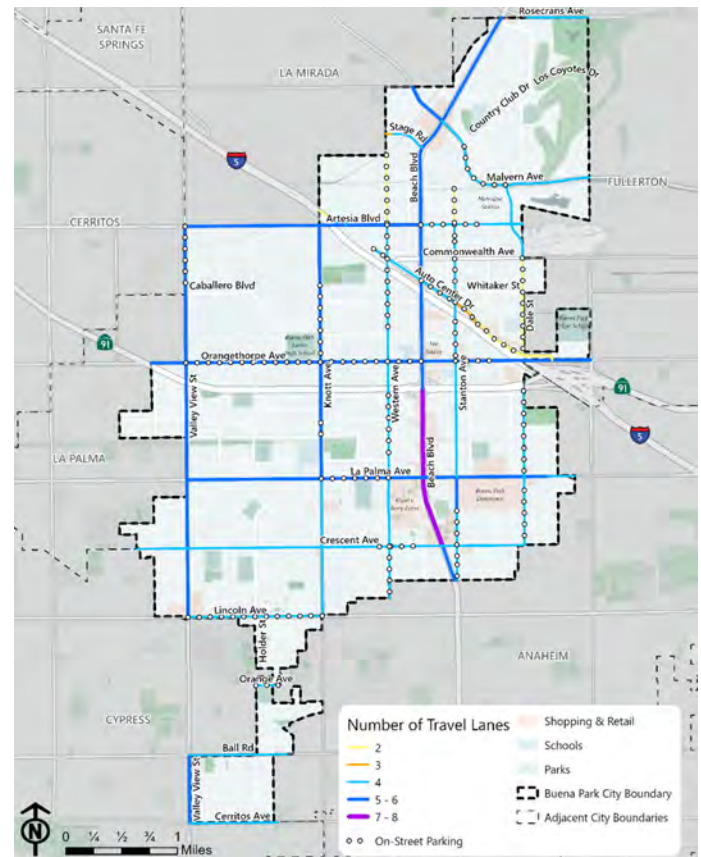 Rosecrans Ave
SANTA FE
SPRINGS
LA MIRADA
Country Club Dr
Los Coyotes Dr
Stage Rd
Beach Blvd
Malvern Ave
FULLERTON
5
CERRITOS
Artesia Blvd
Commonwealth Ave
Caballero Blvd
Auto Center Dr
Whitaker St
Dale St
91
Orangethorpe Ave
Valley View St
Knott Ave
Western Ave
Stanton Ave
91
5
LA PALMA
La Palma Ave
Beach Blvd
Crescent Ave
Lincoln Ave
Holder St
ANAHEIM
Orange Ave
CYPRESS
Ball Rd
Valley View St
Cerritos Ave
N
0 ¼ ½ ¾ 1
Miles
Number of Travel Lanes
2
3
4
5 - 6
7 - 8
On-Street Parking
Shopping & Retail
Schools
Parks
Buena Park City Boundary
Adjacent City Boundaries